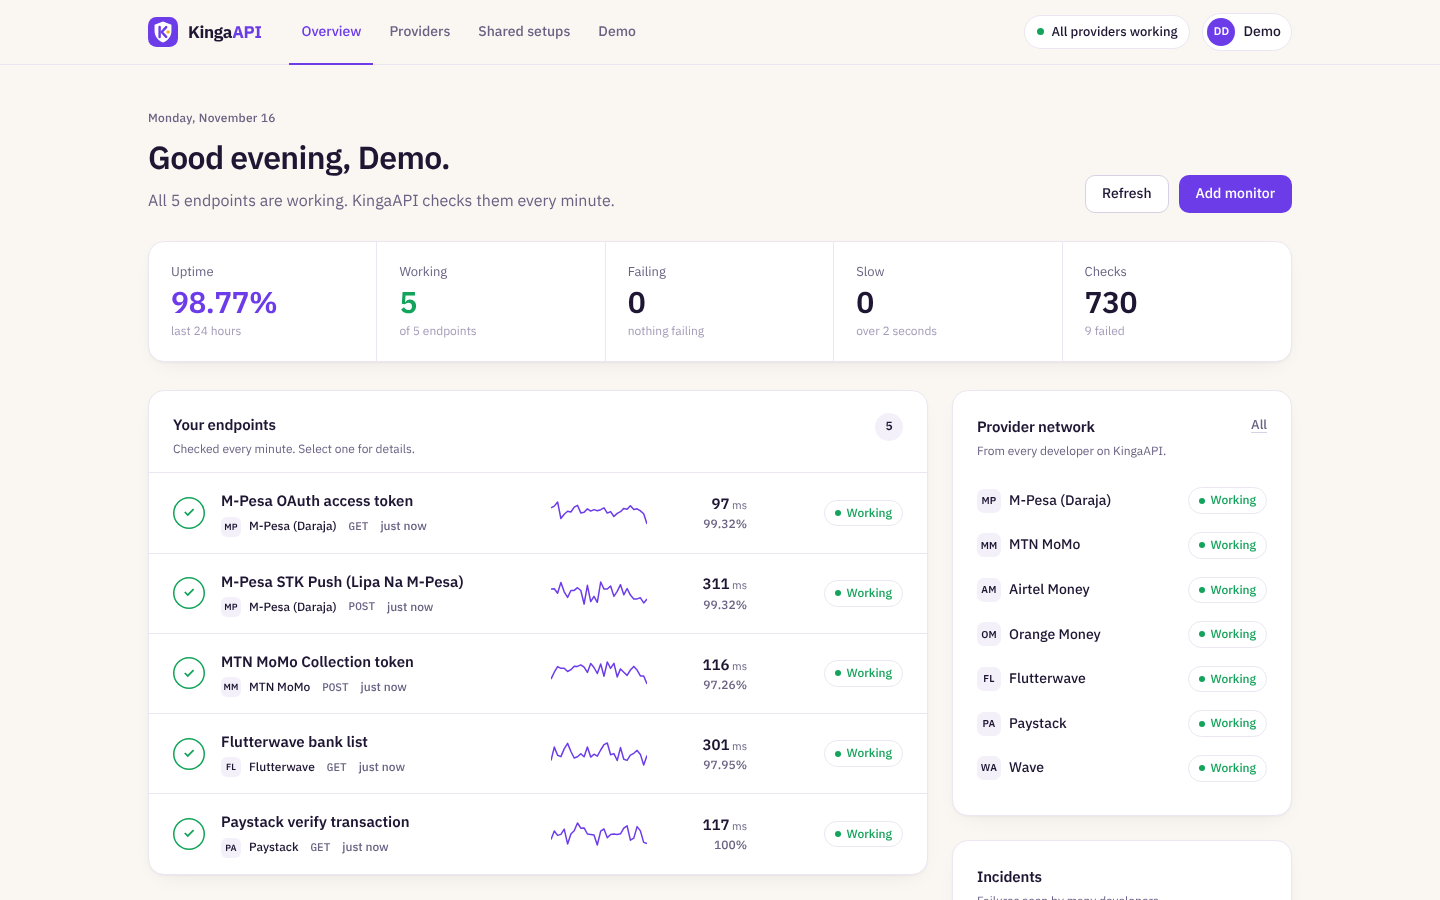 KingaAPI
Overview
Providers
Shared setups
Demo
All providers working
DD
Demo
Monday, November 16
Good evening, Demo.
All 5 endpoints are working. KingaAPI checks them every minute.
Refresh
Add monitor
Uptime
98.77%
last 24 hours
Working
5
of 5 endpoints
Failing
0
nothing failing
Slow
0
over 2 seconds
Checks
730
9 failed
Your endpoints
5
Checked every minute. Select one for details.
M-Pesa OAuth access token
MP M-Pesa (Daraja) GET just now
97 ms
99.32%
Working
M-Pesa STK Push (Lipa Na M-Pesa)
MP M-Pesa (Daraja) POST just now
311 ms
99.32%
Working
MTN MoMo Collection token
MM MTN MoMo POST just now
116 ms
97.26%
Working
Flutterwave bank list
FL Flutterwave GET just now
301 ms
97.95%
Working
Paystack verify transaction
PA Paystack GET just now
117 ms
100%
Working
Provider network
All
From every developer on KingaAPI.
MP M-Pesa (Daraja) Working
MM MTN MoMo Working
AM Airtel Money Working
OM Orange Money Working
FL Flutterwave Working
PA Paystack Working
WA Wave Working
Incidents
Failures seen by many developers